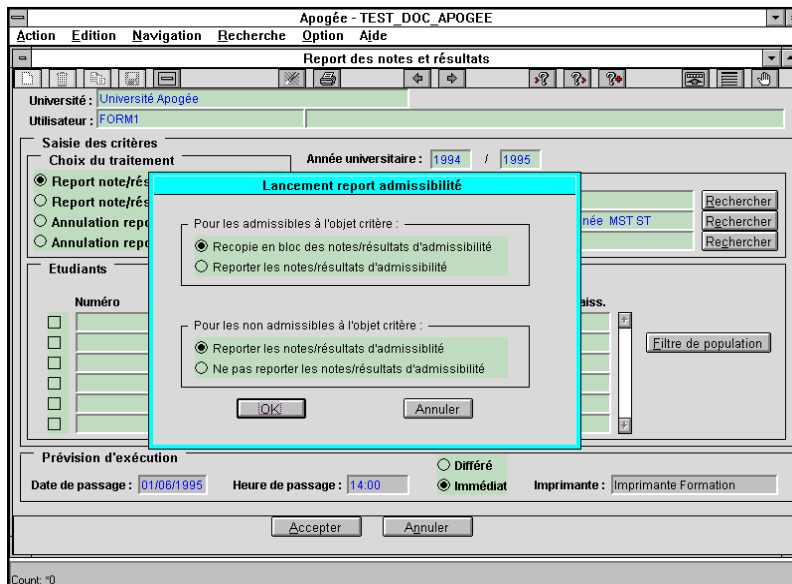 Apogée - TEST_DOC_APOGEE
Action Edition Navigation Recherche Option Aide
Report des notes et résultats
Université : Université Apogée
Utilisateur : FORM1
Saisie des critères
Choix du traitement
Année universitaire : 1994 / 1995
Report note/rés
Report note/rés
Annulation repo
Annulation repo
Rechercher
née MST ST Rechercher
Rechercher
Lancement report admissibilité
Pour les admissibles à l'objet critère :
Recopie en bloc des notes/résultats d'admissibilité
Reporter les notes/résultats d'admissibilité
Pour les non admissibles à l'objet critère :
Reporter les notes/résultats d'admissiblité
Ne pas reporter les notes/résultats d'admissibilité
OK Annuler
Etudiants
Numéro aiss.
Filtre de population
Prévision d'exécution
Différé
Date de passage : 01/06/1995 Heure de passage : 14:00 Immédiat Imprimante : Imprimante Formation
Accepter Annuler
Count: *0